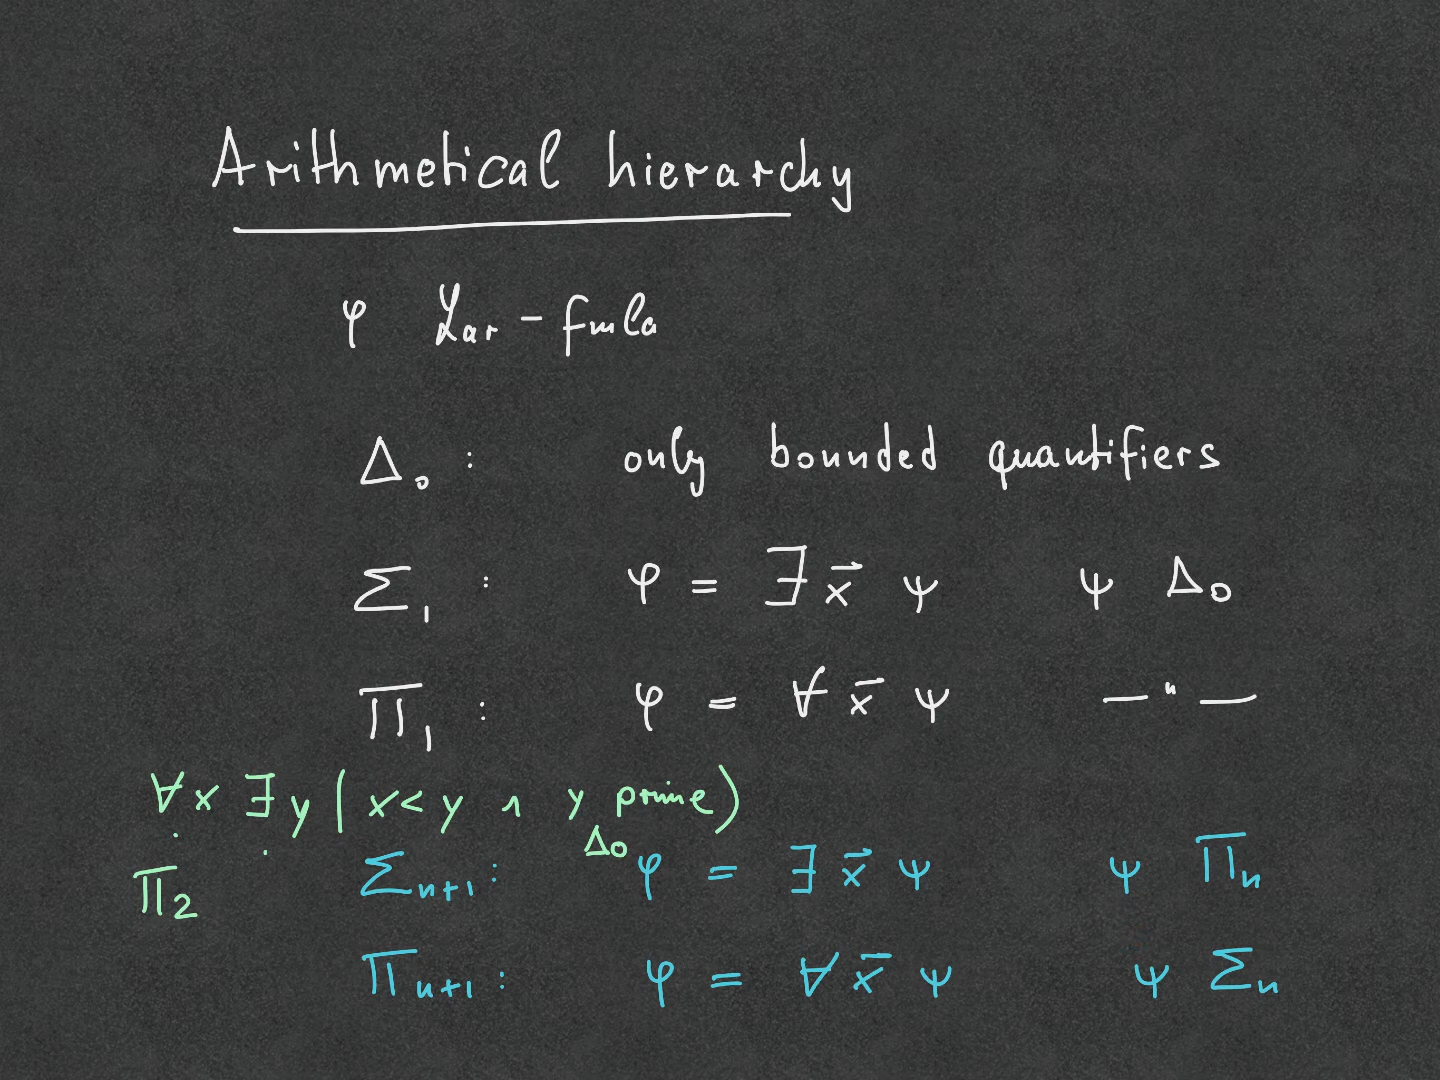 Arithmetical hierarchy
φ ℒar - fmla
Δ₀ : only bounded quantifiers
Σ₁ : φ = ∃x⃗ ψ ψ Δ₀
Π₁ : φ = ∀x⃗ ψ —"—
∀x ∃y (x<y ∧ y prime)
Δ₀
Π₂
Σₙ₊₁ : φ = ∃x⃗ ψ ψ Πₙ
Πₙ₊₁ : φ = ∀x⃗ ψ ψ Σₙ